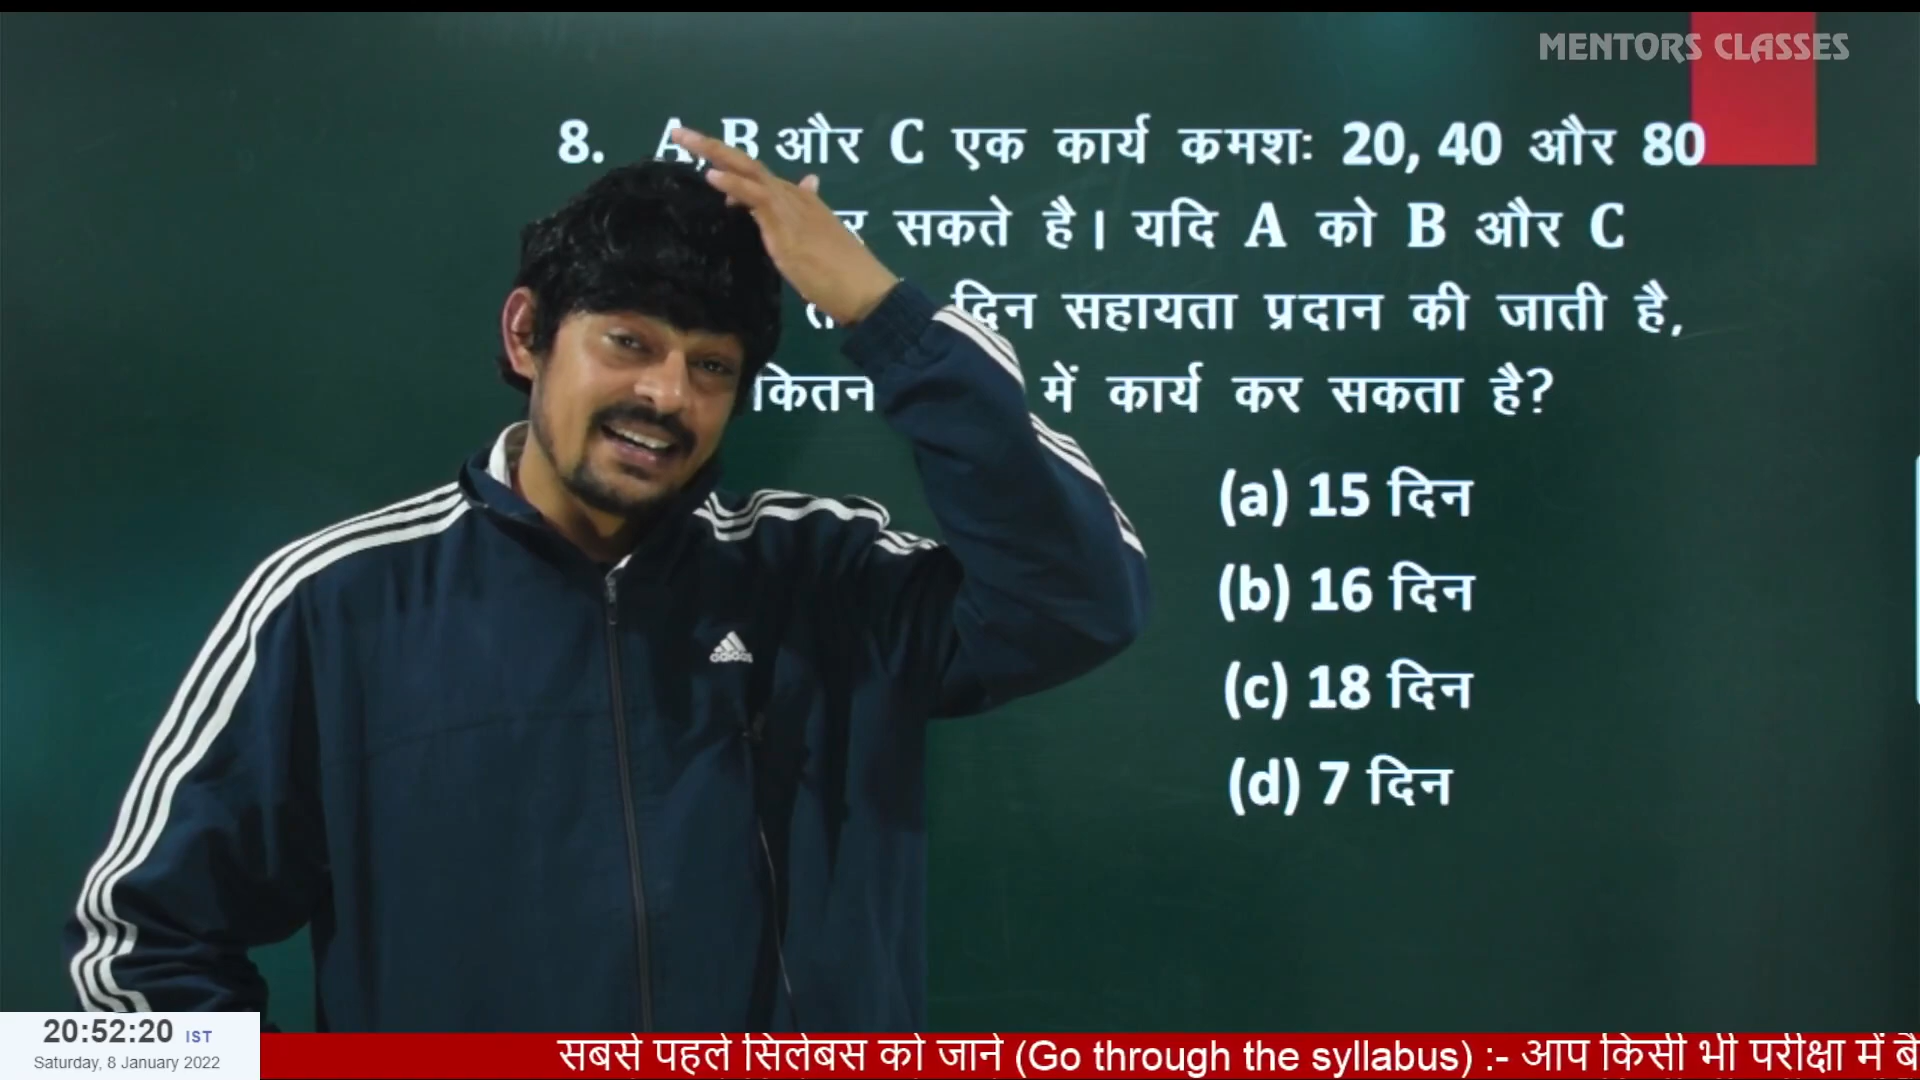 MENTORS CLASSES
8. A, B और C एक कार्य कमशः 20, 40 और 80
सकते है। यदि A को B और C
दिन सहायता प्रदान की जाती है,
में कार्य कर सकता है?
(a) 15 दिन
(b) 16 दिन
(c) 18 दिन
(d) 7 दिन
adidas
20:52:20 IST
Saturday, 8 January 2022
सबसे पहले सिलेबस को जाने (Go through the syllabus) :- आप किसी भी परीक्षा में